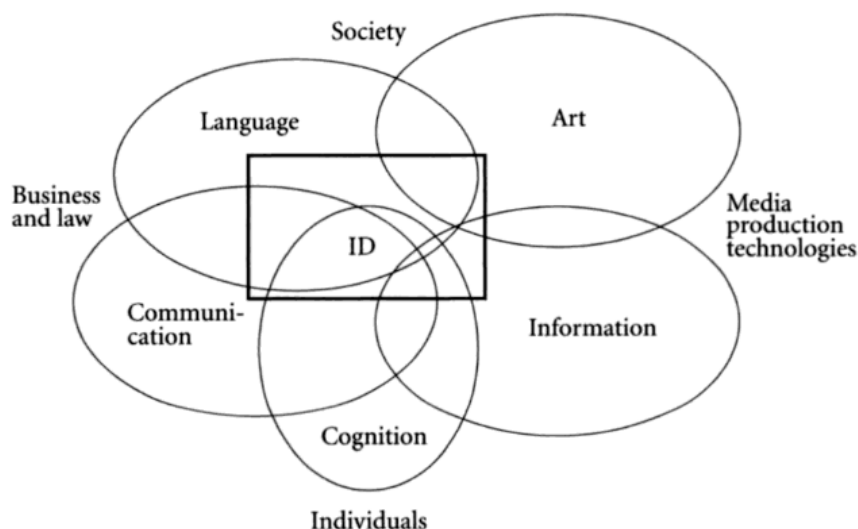 Society
Language
Art
Business
and law
Media
production
technologies
ID
Communi-
cation
Information
Cognition
Individuals